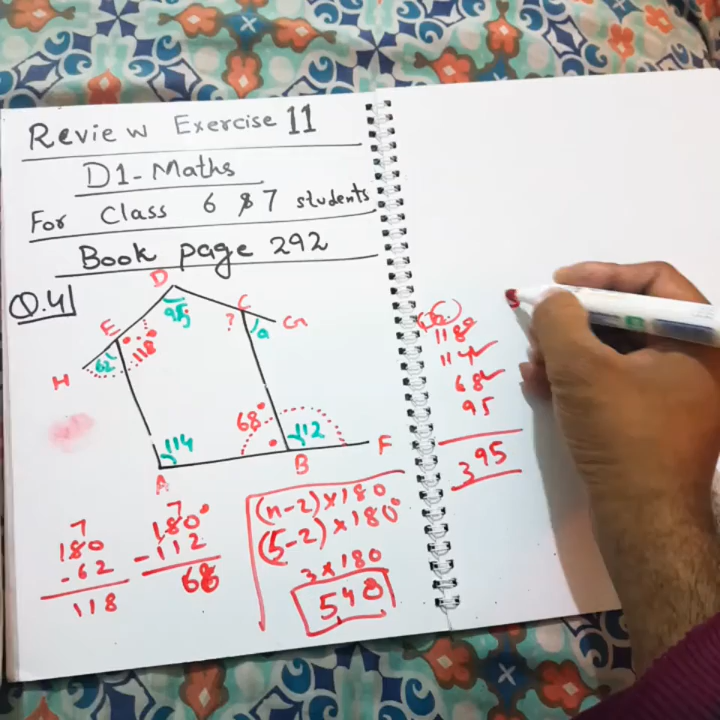 Review Exercise 11
D1-Maths
For Class 6 & 7 students
Book page 292
Q.4
D
95
C
G
?
a
E
118
62
H
68°
112
F
114
B
A
7
180
-62
118
7
180°
-112
68
(n-2)×180
(5-2)×180°
3×180
540
118
114
68
95
395